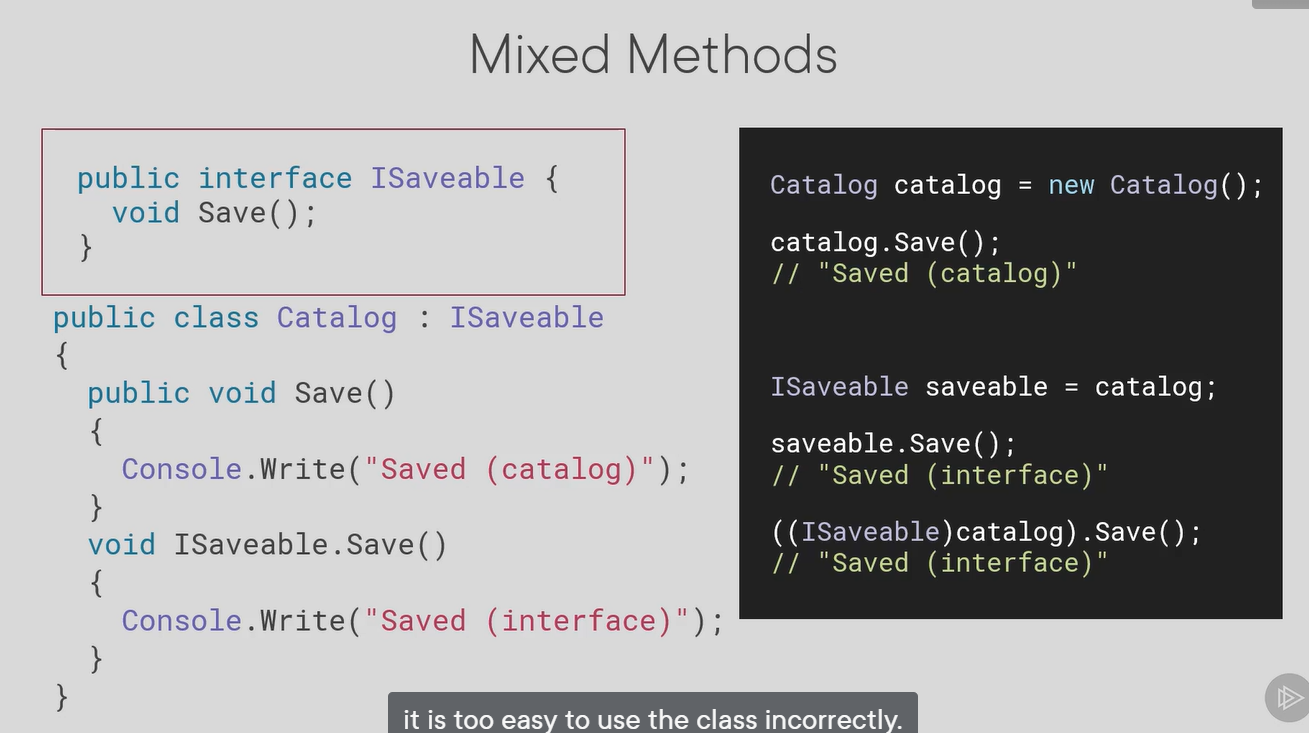 Mixed Methods
public interface ISaveable {
void Save();
}
public class Catalog : ISaveable
{
public void Save()
{
Console.Write("Saved (catalog)");
}
void ISaveable.Save()
{
Console.Write("Saved (interface)");
}
}
Catalog catalog = new Catalog();
catalog.Save();
// "Saved (catalog)"
ISaveable saveable = catalog;
saveable.Save();
// "Saved (interface)"
((ISaveable)catalog).Save();
// "Saved (interface)"
it is too easy to use the class incorrectly.